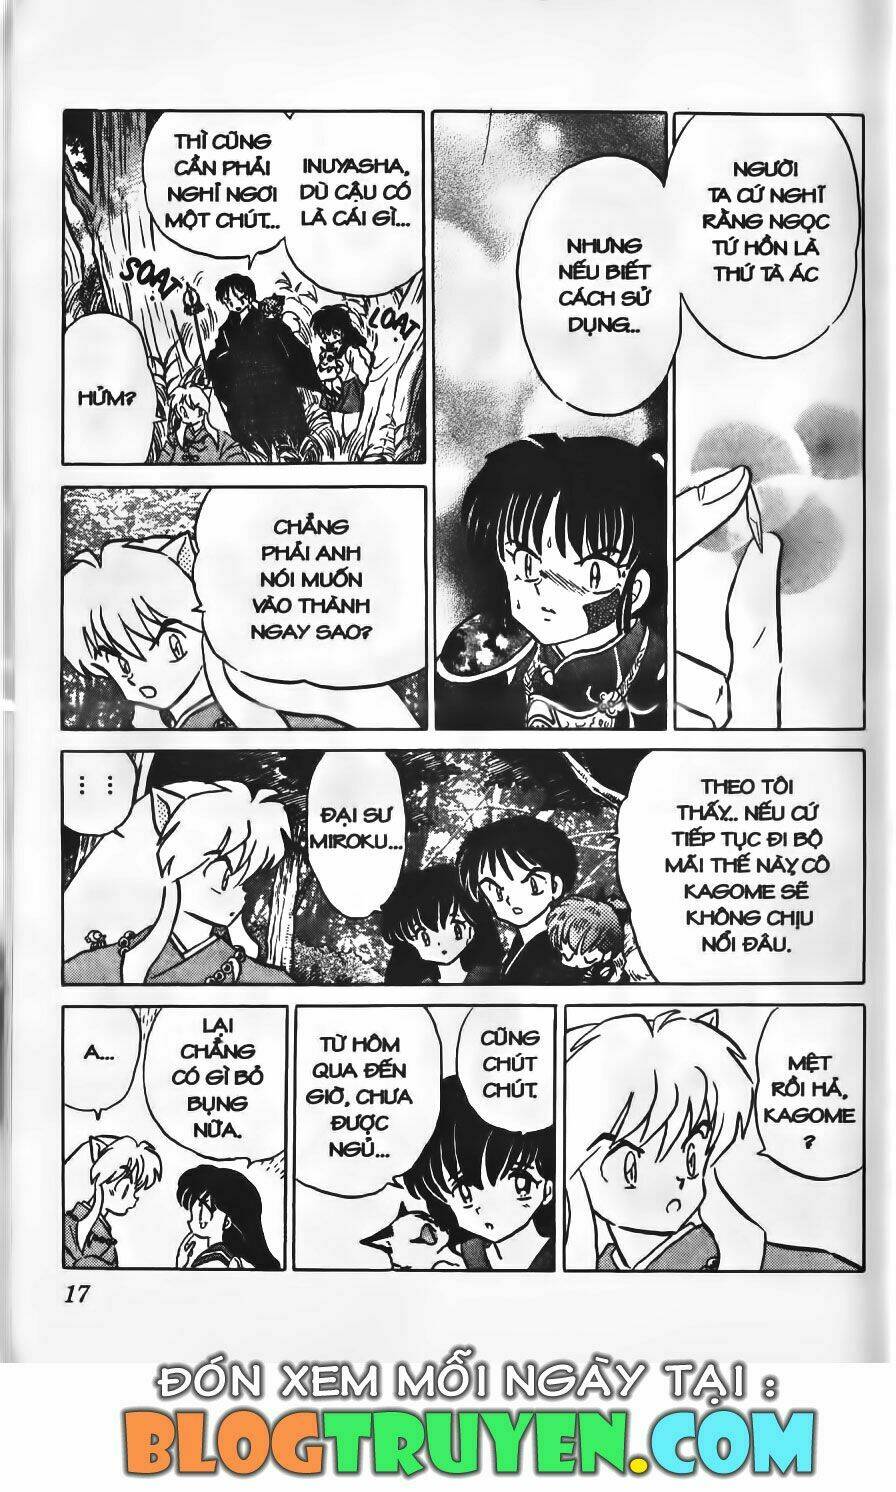 NGƯỜI
TA CỨ NGHĨ
RẰNG NGỌC
TỨ HỒN LÀ
THỨ TÀ ÁC
NHƯNG
NẾU BIẾT
CÁCH SỬ
DỤNG...
INUYASHA,
DÙ CẬU CÓ
LÀ CÁI GÌ...
THÌ CŨNG
CẦN PHẢI
NGHỈ NGƠI
MỘT CHÚT...
SOẠT
LOẠT
HỬM?
CHẲNG
PHẢI ANH
NÓI MUỐN
VÀO THÀNH
NGAY SAO?
THEO TÔI
THẤY... NẾU CỨ
TIẾP TỤC ĐI BỘ
MÃI THẾ NÀY, CÔ
KAGOME SẼ
KHÔNG CHỊU
NỔI ĐÂU.
ĐẠI SƯ
MIROKU...
... ...
MỆT
RỒI HẢ,
KAGOME
?
CŨNG
CHÚT
CHÚT.
TỪ HÔM
QUA ĐẾN
GIỜ, CHƯA
ĐƯỢC
NGỦ...
LẠI
CHẲNG
CÓ GÌ BỎ
BỤNG
NỮA.
A...
17
ĐÓN XEM MỖI NGÀY TẠI :
BLOGTRUYEN.COM